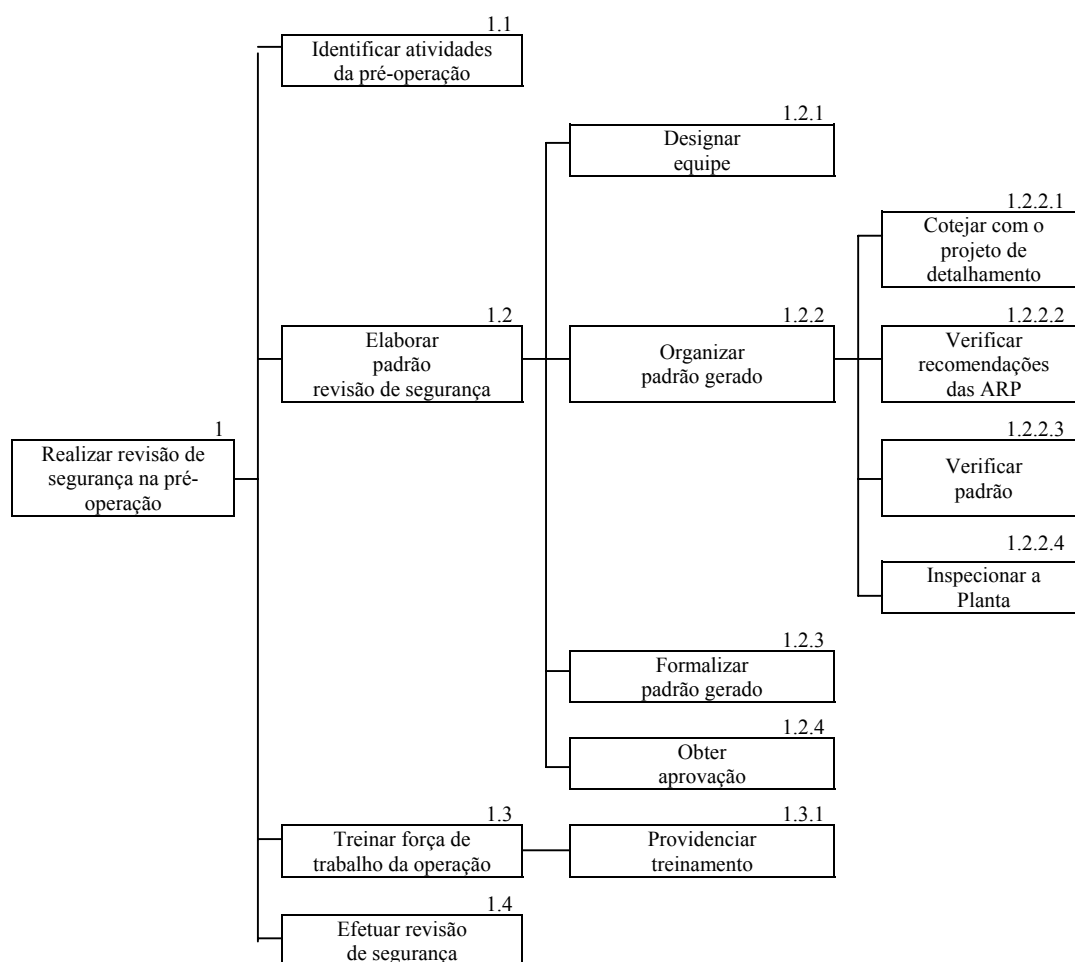 1.1
Identificar atividades
da pré-operação
1.2.1
Designar
equipe
1.2.2.1
Cotejar com o
projeto de
detalhamento
1.2
Elaborar
padrão
revisão de segurança
1.2.2
Organizar
padrão gerado
1.2.2.2
Verificar
recomendações
das ARP
1
Realizar revisão de
segurança na pré-
operação
1.2.2.3
Verificar
padrão
1.2.2.4
Inspecionar a
Planta
1.2.3
Formalizar
padrão gerado
1.2.4
Obter
aprovação
1.3
Treinar força de
trabalho da operação
1.3.1
Providenciar
treinamento
1.4
Efetuar revisão
de segurança